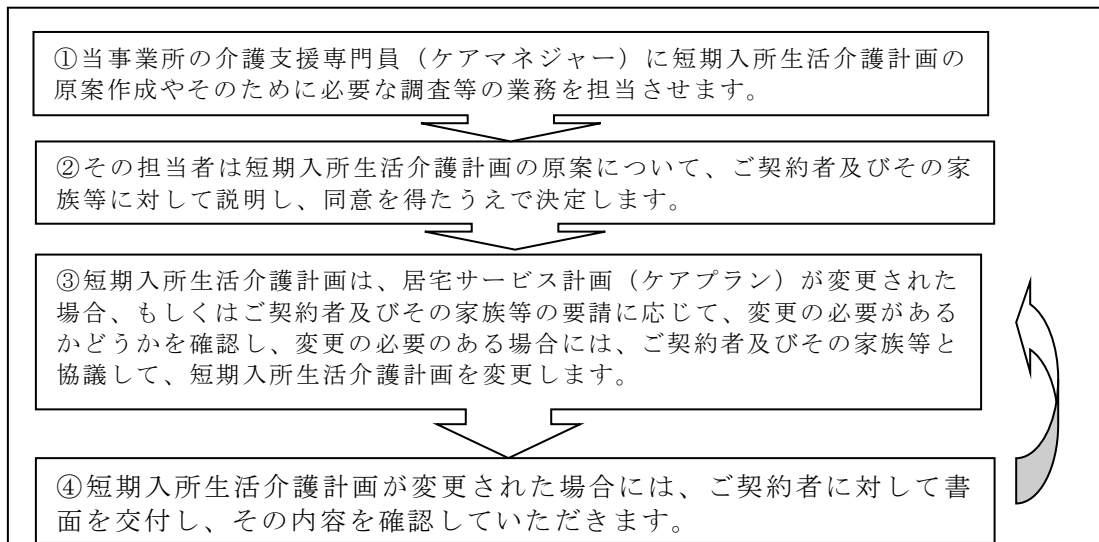 ①当事業所の介護支援専門員（ケアマネジャー）に短期入所生活介護計画の
原案作成やそのために必要な調査等の業務を担当させます。
②その担当者は短期入所生活介護計画の原案について、ご契約者及びその家
族等に対して説明し、同意を得たうえで決定します。
③短期入所生活介護計画は、居宅サービス計画（ケアプラン）が変更された
場合、もしくはご契約者及びその家族等の要請に応じて、変更の必要がある
かどうかを確認し、変更の必要のある場合には、ご契約者及びその家族等と
協議して、短期入所生活介護計画を変更します。
④短期入所生活介護計画が変更された場合には、ご契約者に対して書
面を交付し、その内容を確認していただきます。